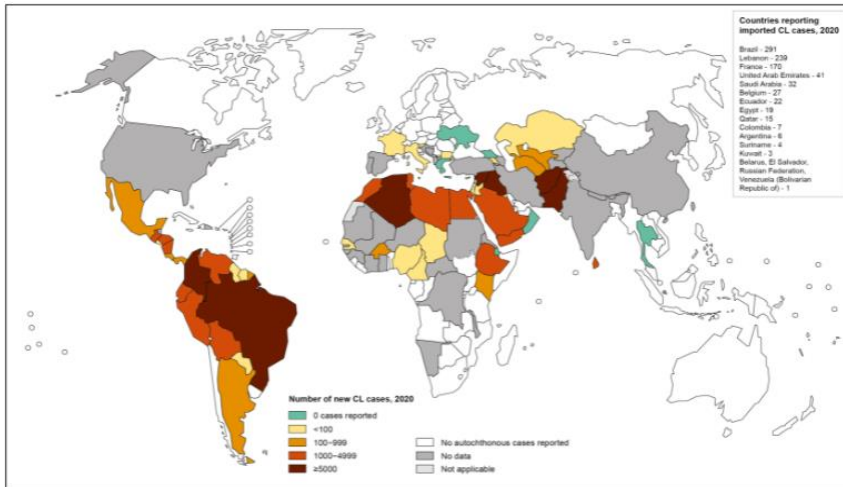 Countries reporting
imported CL cases, 2020
Brazil - 291
Lebanon - 239
France - 170
United Arab Emirates - 41
Saudi Arabia - 32
Belgium - 27
Ecuador - 22
Egypt - 19
Qatar - 15
Colombia - 7
Argentina - 6
Suriname - 4
Kuwait - 3
Belarus, El Salvador,
Russian Federation,
Venezuela (Bolivarian
Republic of) - 1
Number of new CL cases, 2020
0 cases reported
<100
100–999
1000–4999
≥5000
No autochthonous cases reported
No data
Not applicable